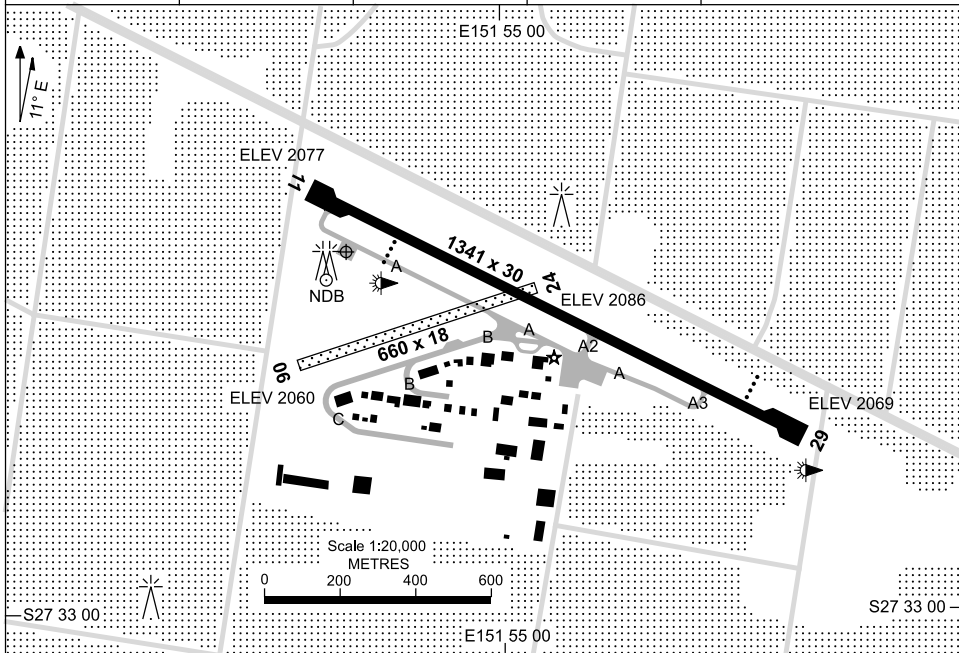 E151 55 00
11° E
ELEV 2077
11
1341 x 30
A
24
NDB
ELEV 2086
660 x 18
B
A
A2
06
B
A
ELEV 2060
A3
ELEV 2069
C
29
Scale 1:20,000
METRES
0 200 400 600
S27 33 00
S27 33 00
E151 55 00